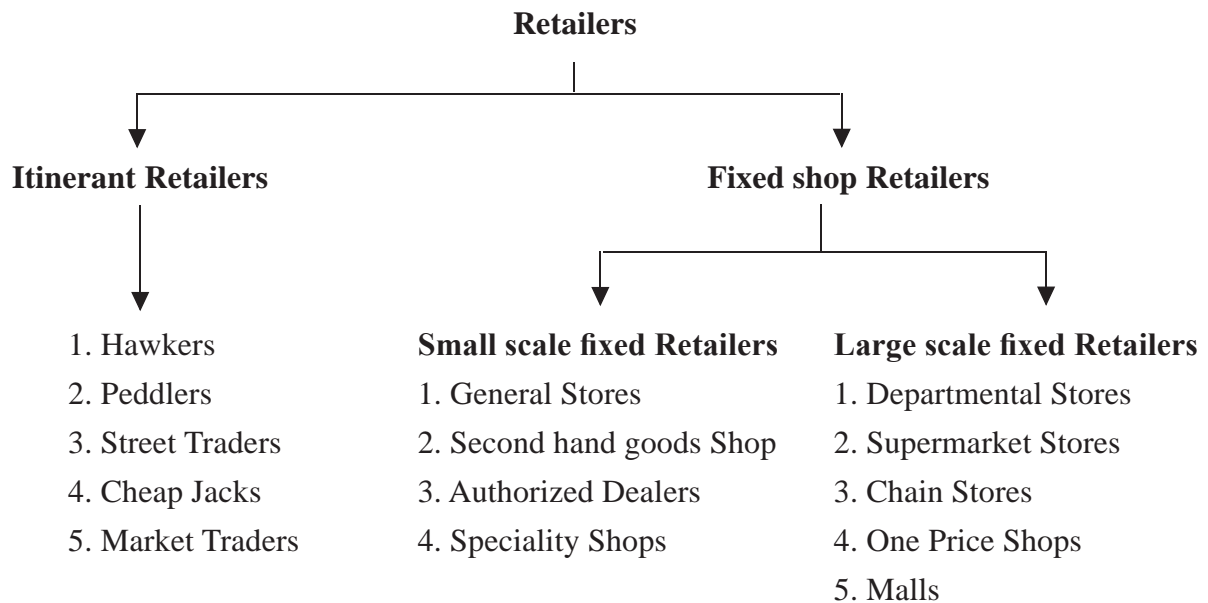 Retailers
Itinerant Retailers
Fixed shop Retailers
1. Hawkers
2. Peddlers
3. Street Traders
4. Cheap Jacks
5. Market Traders
Small scale fixed Retailers
1. General Stores
2. Second hand goods Shop
3. Authorized Dealers
4. Speciality Shops
Large scale fixed Retailers
1. Departmental Stores
2. Supermarket Stores
3. Chain Stores
4. One Price Shops
5. Malls